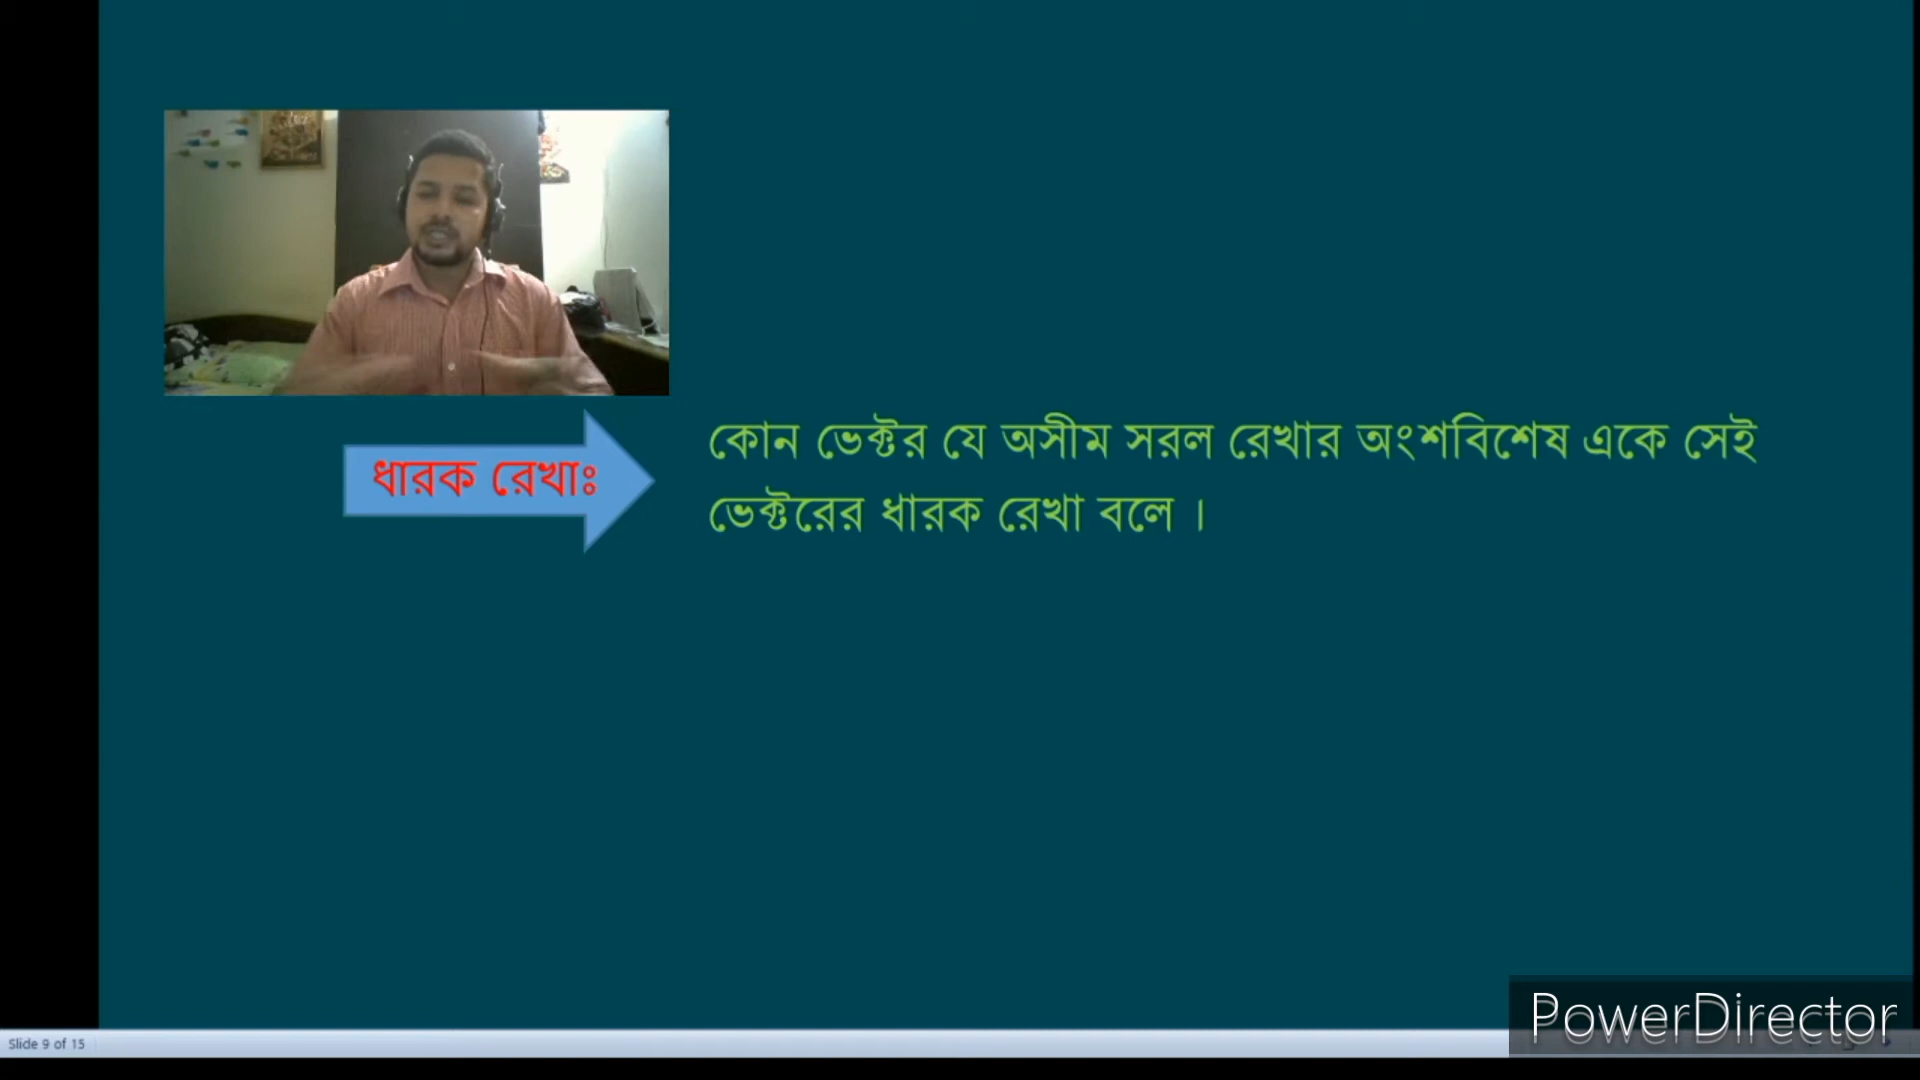 ধারক রেখাঃ
কোন ভেক্টর যে অসীম সরল রেখার অংশবিশেষ একে সেই
ভেক্টরের ধারক রেখা বলে ।
Slide 9 of 15
PowerDirector